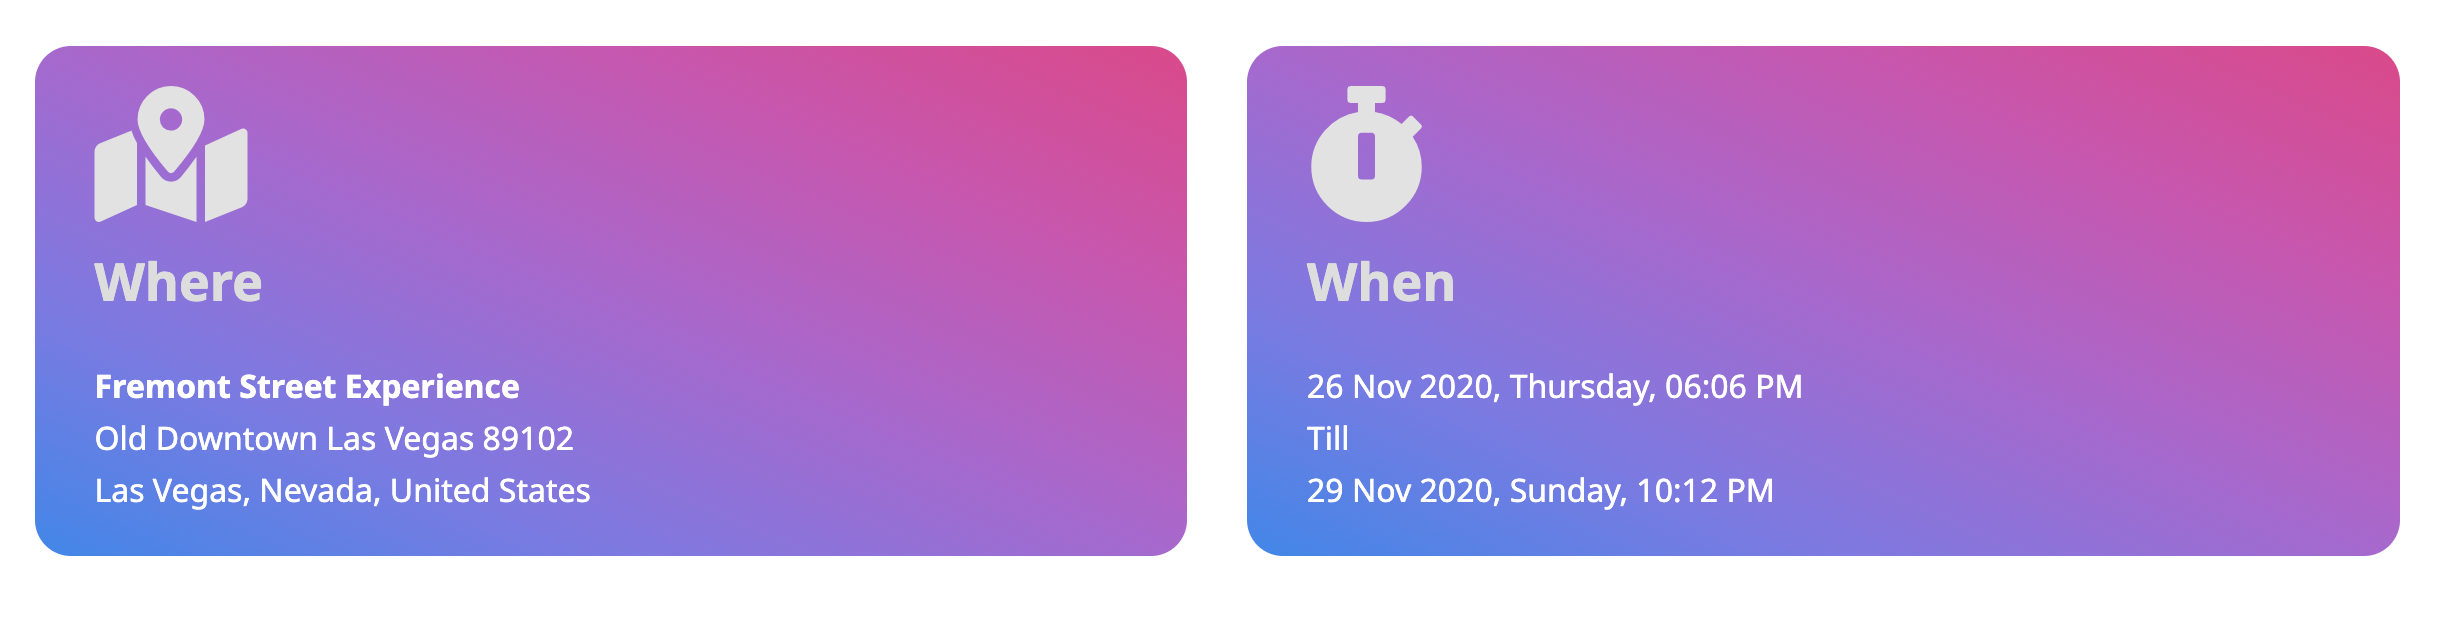 Where
Fremont Street Experience
Old Downtown Las Vegas 89102
Las Vegas, Nevada, United States
When
26 Nov 2020, Thursday, 06:06 PM
Till
29 Nov 2020, Sunday, 10:12 PM